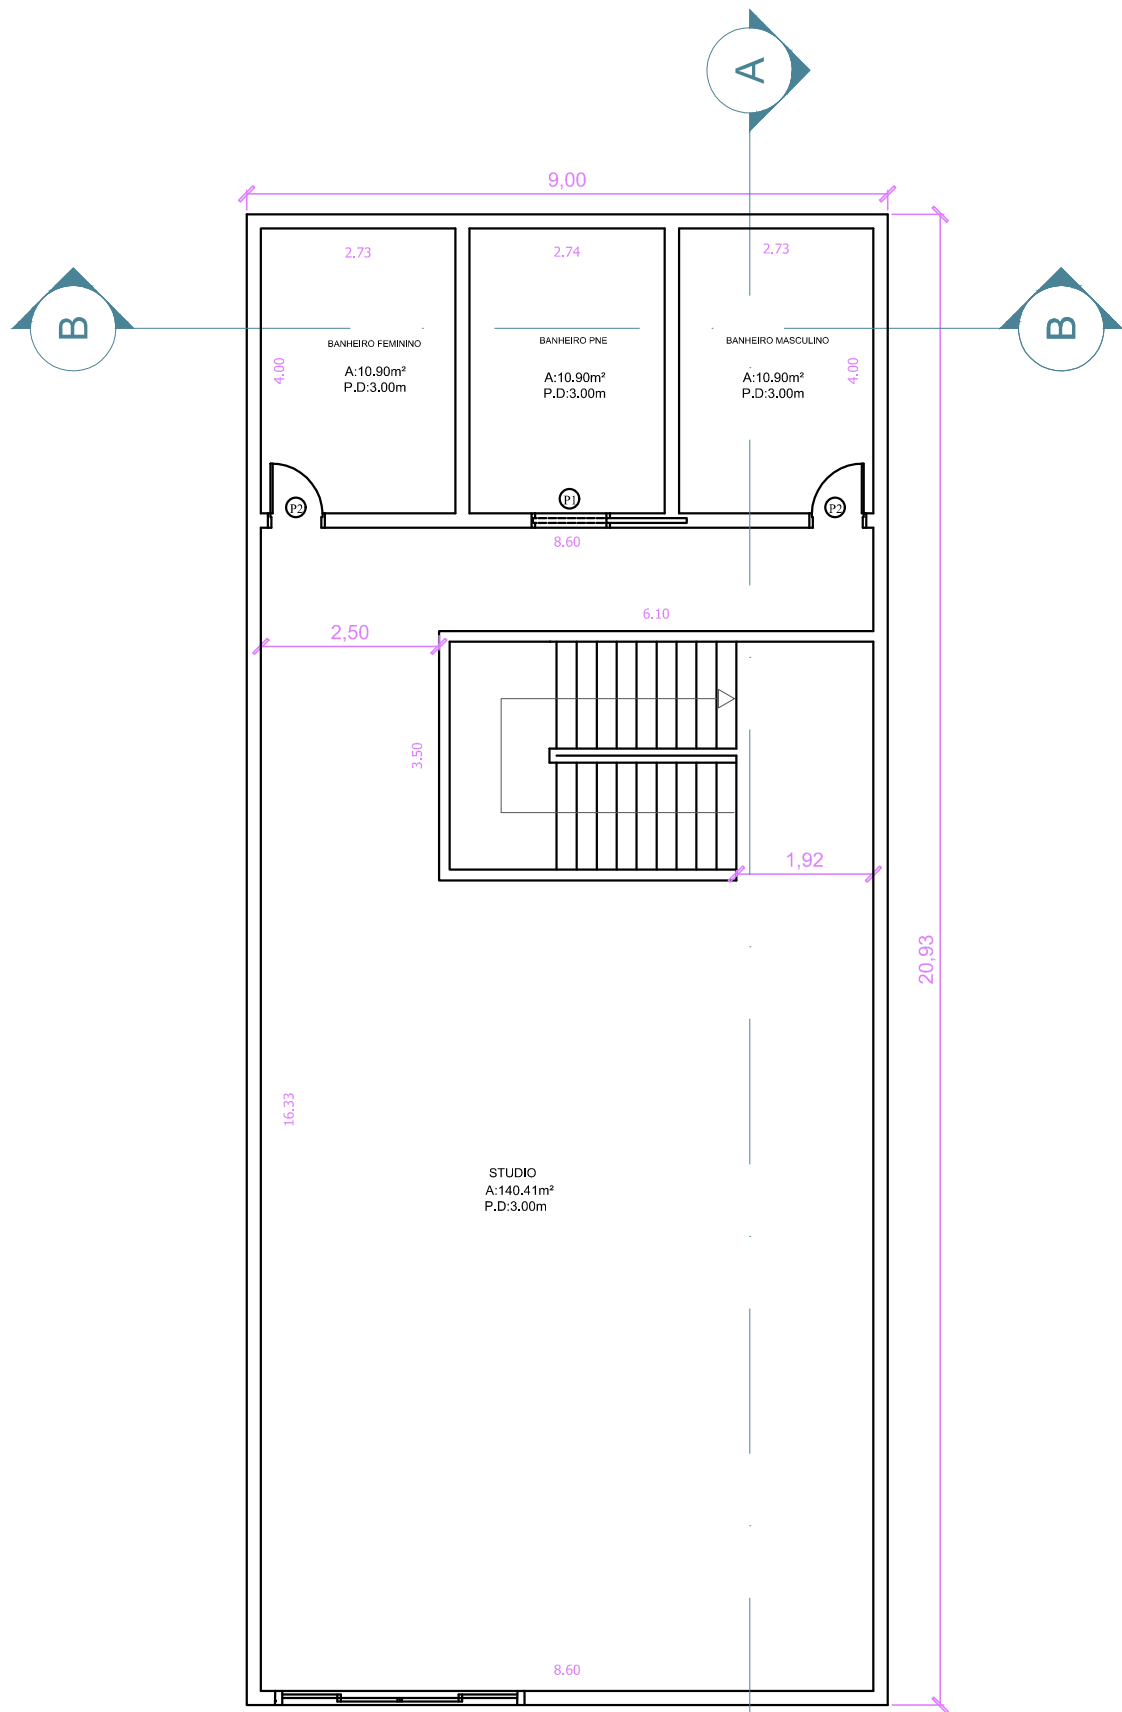 A
9,00
2.73
2.74
2.73
B
B
BANHEIRO FEMININO
A:10.90m²
P.D:3.00m
BANHEIRO PNE
A:10.90m²
P.D:3.00m
BANHEIRO MASCULINO
A:10.90m²
P.D:3.00m
4.00
4.00
P2
P1
P2
8.60
6.10
2,50
3.50
1,92
20,93
16.33
STUDIO
A:140.41m²
P.D:3.00m
8.60